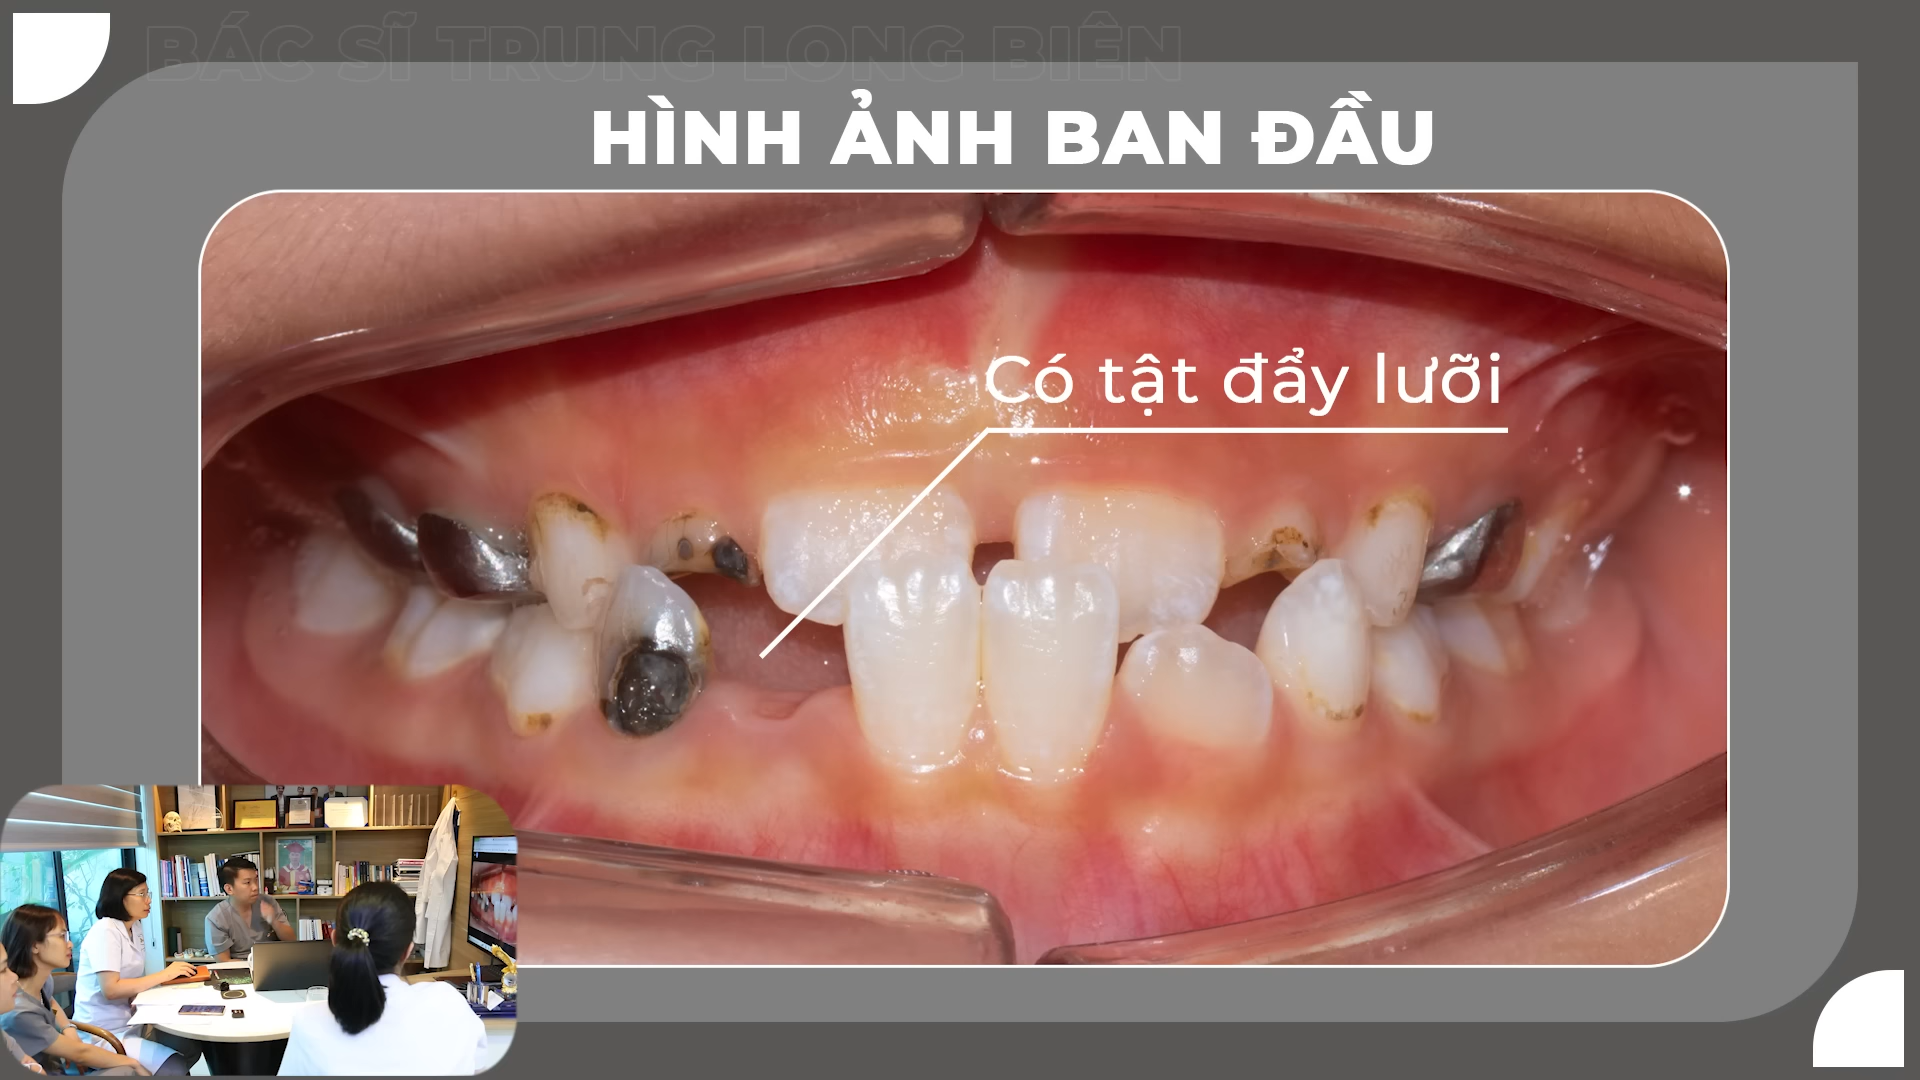 BÁC SĨ TRUNG LONG BIÊN
HÌNH ẢNH BAN ĐẦU
Có tật đẩy lưỡi